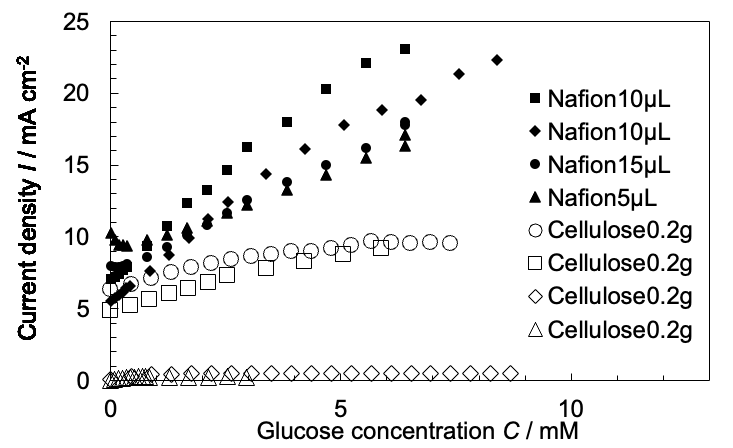 25
20
15
10
5
0
0
5
10
Current density I / mA cm-2
Glucose concentration C / mM
Nafion10μL
Nafion10μL
Nafion15μL
Nafion5μL
Cellulose0.2g
Cellulose0.2g
Cellulose0.2g
Cellulose0.2g